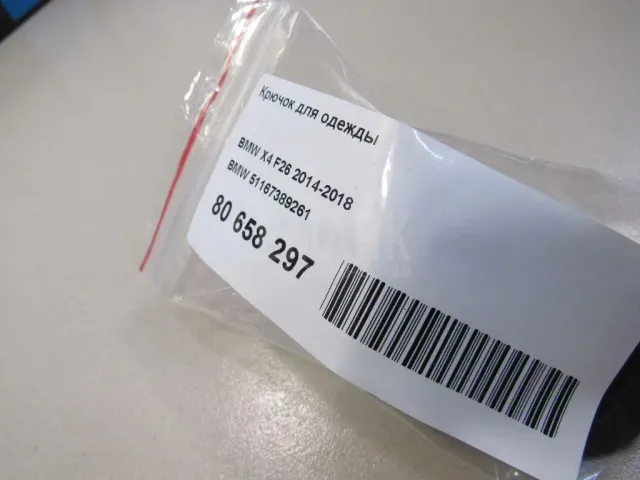 Крючок для одежды
BMW X4 F26 2014-2018
BMW 51167389261
80 658 297